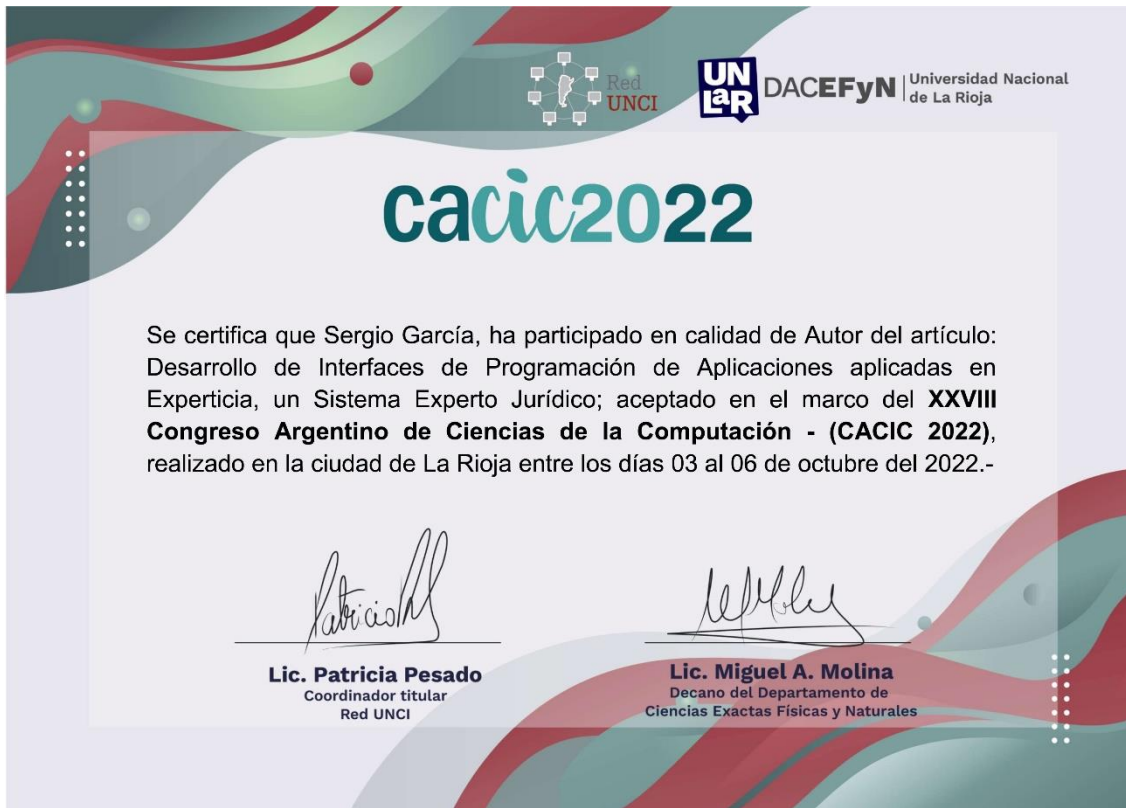 Red
UNCI
UN
LaR
DACEFyN
Universidad Nacional
de La Rioja
cacic2022
Se certifica que Sergio García, ha participado en calidad de Autor del artículo:
Desarrollo de Interfaces de Programación de Aplicaciones aplicadas en
Experticia, un Sistema Experto Jurídico; aceptado en el marco del XXVIII
Congreso Argentino de Ciencias de la Computación - (CACIC 2022),
realizado en la ciudad de La Rioja entre los días 03 al 06 de octubre del 2022.-
Lic. Patricia Pesado
Coordinador titular
Red UNCI
Lic. Miguel A. Molina
Decano del Departamento de
Ciencias Exactas Físicas y Naturales